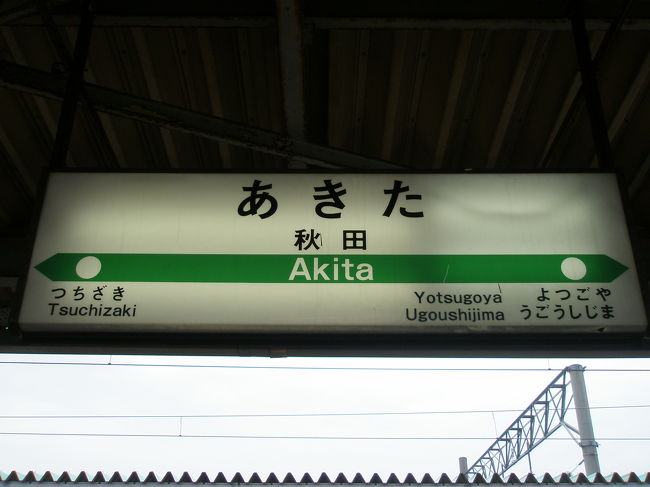 あきた
秋田
Akita
つちざき
Tsuchizaki
Yotsugoya よつごや
Ugoushijima うごうしじま